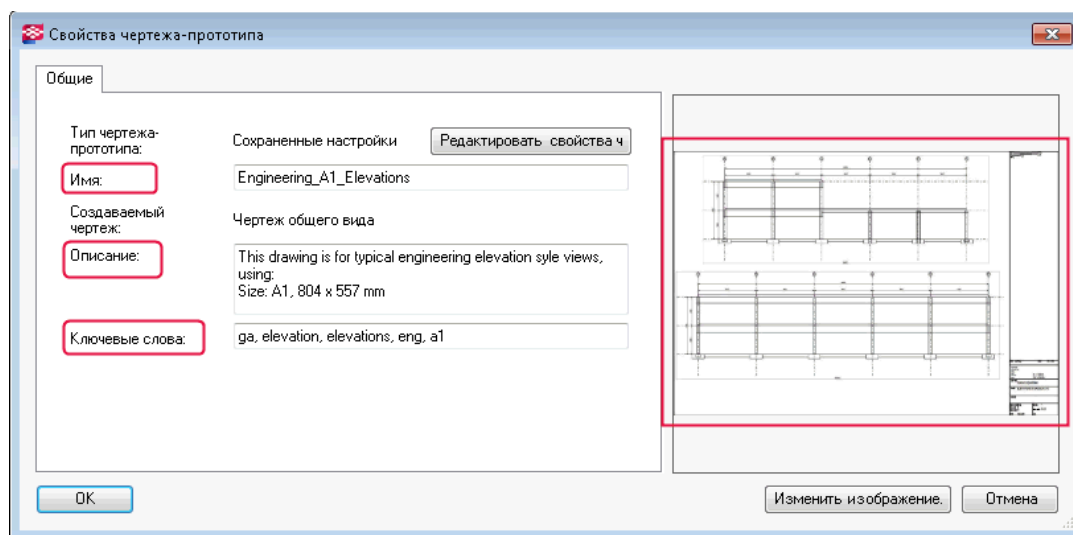 Свойства чертежа-прототипа
Общие
Тип чертежа-
прототипа:
Сохраненные настройки
Редактировать свойства ч
Имя:
Engineering_A1_Elevations
Создаваемый
чертеж:
Чертеж общего вида
Описание:
This drawing is for typical engineering elevation syle views,
using:
Size: A1, 804 x 557 mm
Ключевые слова:
ga, elevation, elevations, eng, a1
OK
Изменить изображение.
Отмена